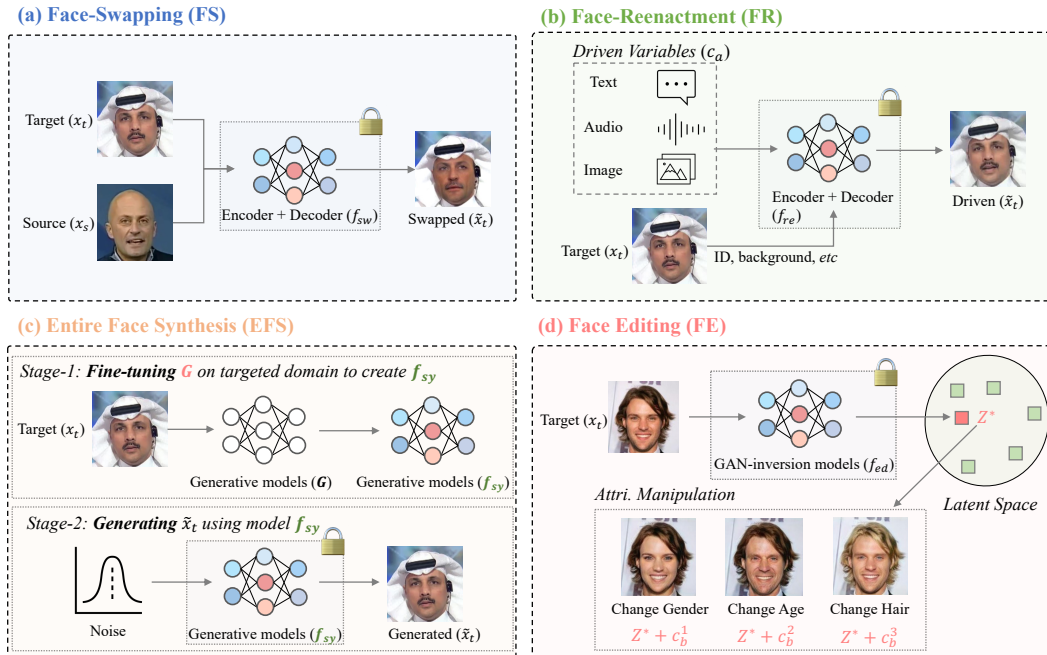 (a) Face-Swapping (FS)
Target (x_t)
Source (x_s)
Encoder + Decoder (f_sw)
Swapped (x̃_t)
(b) Face-Reenactment (FR)
Driven Variables (c_a)
Text
Audio
Image
Encoder + Decoder
(f_re)
Driven (x̃_t)
Target (x_t)
ID, background, etc
(c) Entire Face Synthesis (EFS)
Stage-1: Fine-tuning G on targeted domain to create f_sy
Target (x_t)
Generative models (G)
Generative models (f_sy)
Stage-2: Generating x̃_t using model f_sy
Noise
Generative models (f_sy)
Generated (x̃_t)
(d) Face Editing (FE)
Target (x_t)
GAN-inversion models (f_ed)
Z*
Latent Space
Attri. Manipulation
Change Gender
Change Age
Change Hair
Z* + c_b^1
Z* + c_b^2
Z* + c_b^3